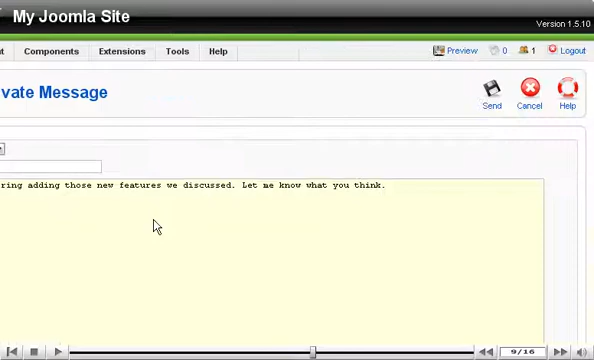 My Joomla Site
Version 1.5.10
Components Extensions Tools Help Preview 0 1 Logout
vate Message
Send Cancel Help
ring adding those new features we discussed. Let me know what you think.
9/16